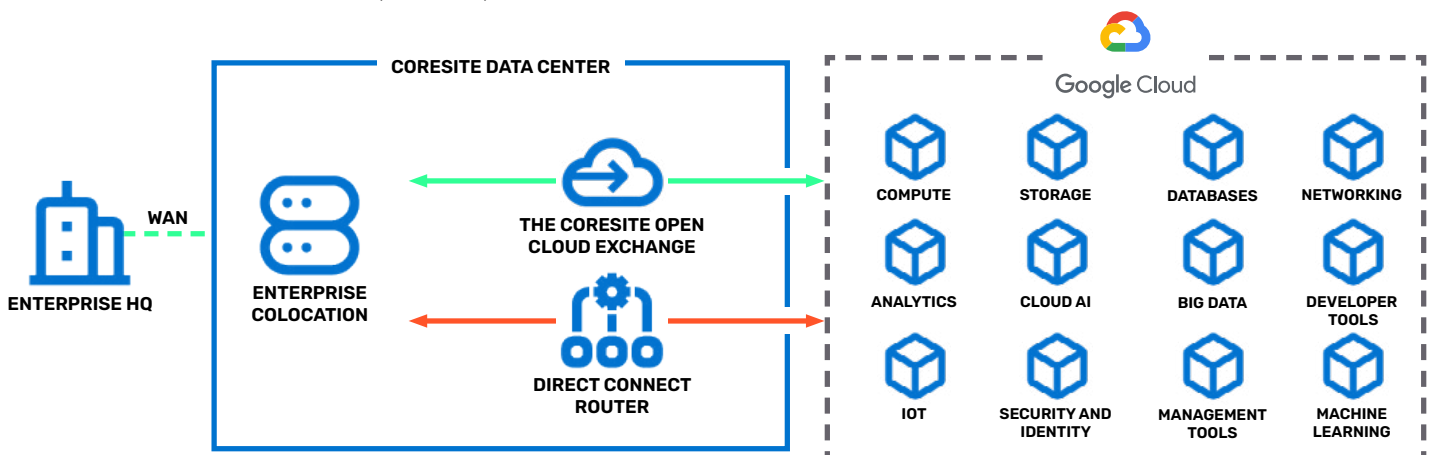 CORESITE DATA CENTER
Google Cloud
WAN
ENTERPRISE HQ
ENTERPRISE
COLOCATION
THE CORESITE OPEN
CLOUD EXCHANGE
DIRECT CONNECT
ROUTER
COMPUTE
STORAGE
DATABASES
NETWORKING
ANALYTICS
CLOUD AI
BIG DATA
DEVELOPER
TOOLS
IOT
SECURITY AND
IDENTITY
MANAGEMENT
TOOLS
MACHINE
LEARNING